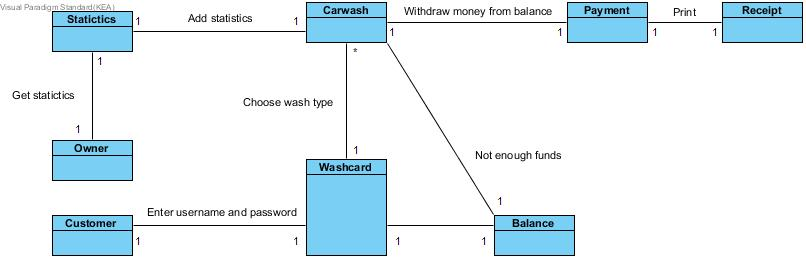 Visual Paradigm Standard(KEA)
Statictics
1
Add statistics
1
Carwash
Withdraw money from balance
1
1
Payment
Print
1
1
Receipt
1
*
Get statictics
Choose wash type
1
1
Owner
Not enough funds
Washcard
1
Customer
Enter username and password
1
1
1
1
Balance